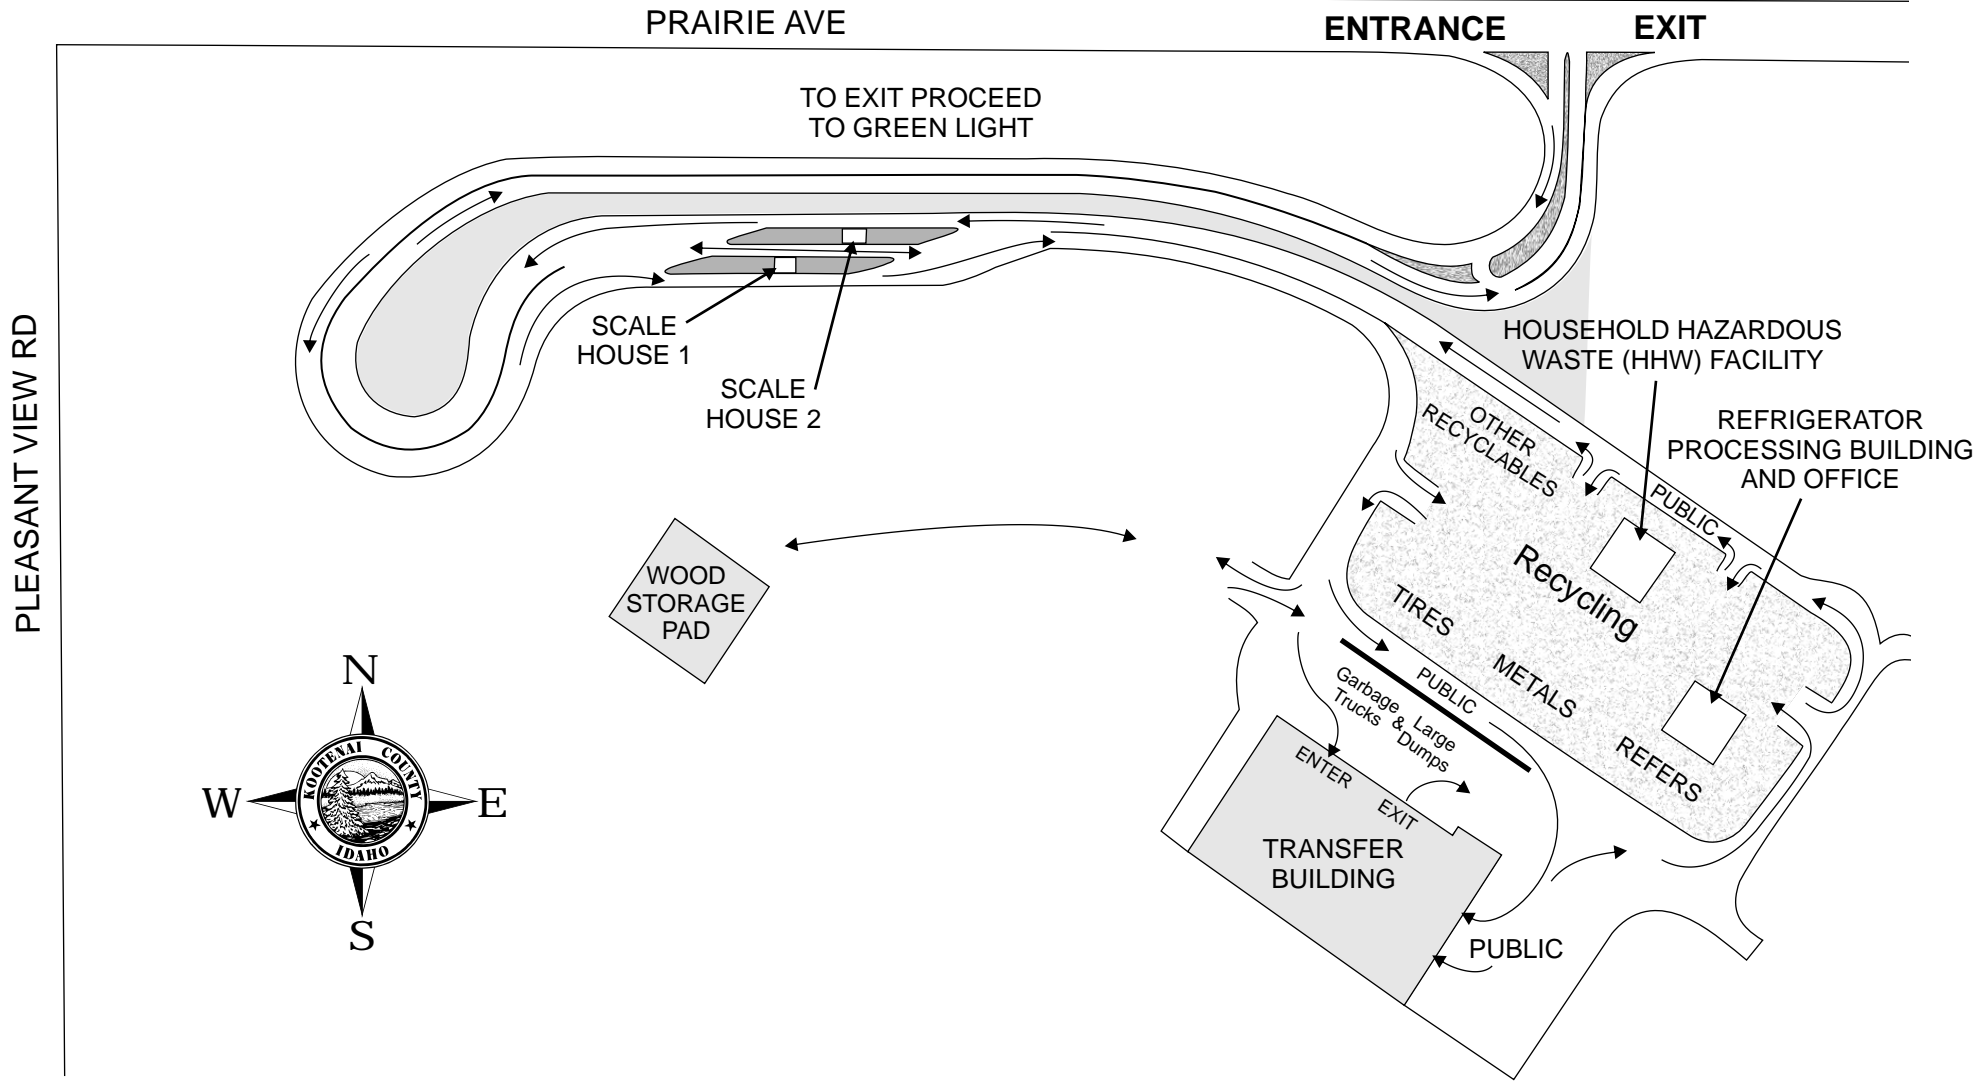 PRAIRIE AVE
ENTRANCE
EXIT
TO EXIT PROCEED
TO GREEN LIGHT
PLEASANT VIEW RD
SCALE
HOUSE 1
SCALE
HOUSE 2
HOUSEHOLD HAZARDOUS
WASTE (HHW) FACILITY
REFRIGERATOR
PROCESSING BUILDING
AND OFFICE
OTHER
RECYCLABLES
PUBLIC
Recycling
TIRES
METALS
REFERS
WOOD
STORAGE
PAD
PUBLIC
Garbage & Large
Trucks Dumps
ENTER
EXIT
TRANSFER
BUILDING
PUBLIC
N
W
E
S
KOOTENAI COUNTY
IDAHO